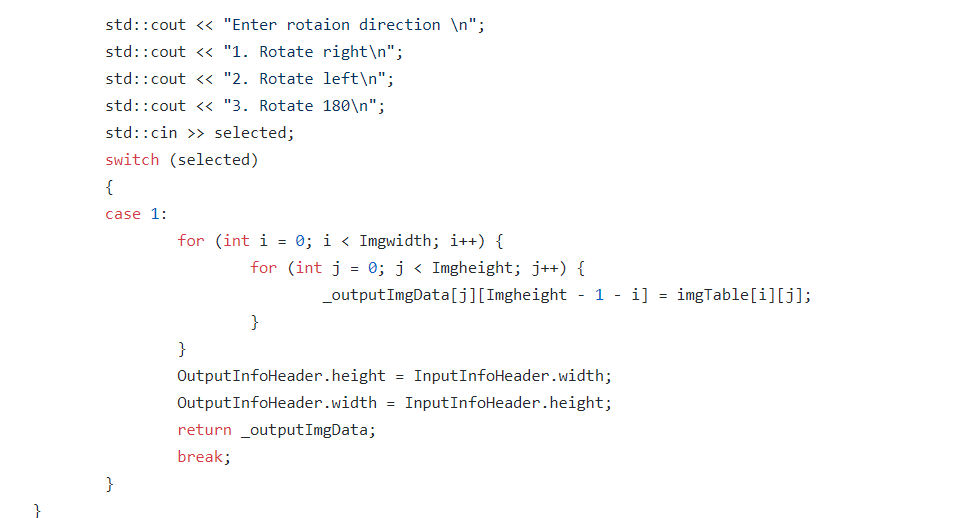 std::cout << "Enter rotaion direction \n";
std::cout << "1. Rotate right\n";
std::cout << "2. Rotate left\n";
std::cout << "3. Rotate 180\n";
std::cin >> selected;
switch (selected)
{
case 1:
for (int i = 0; i < Imgwidth; i++) {
for (int j = 0; j < Imgheight; j++) {
_outputImgData[j][Imgheight - 1 - i] = imgTable[i][j];
}
}
OutputInfoHeader.height = InputInfoHeader.width;
OutputInfoHeader.width = InputInfoHeader.height;
return _outputImgData;
break;
}
}